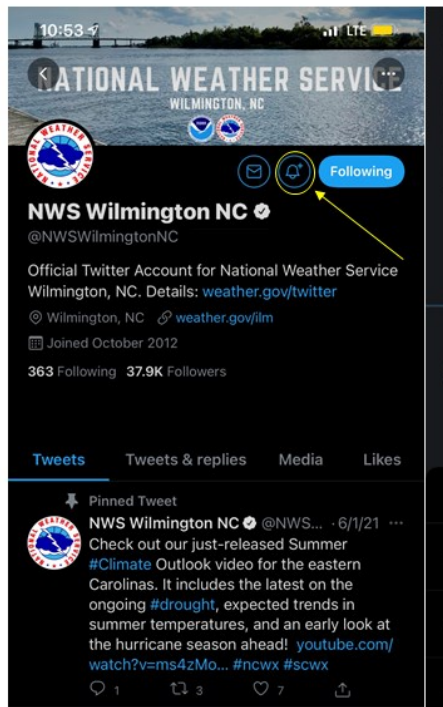 10:53
LTE
NATIONAL WEATHER SERVICE
WILMINGTON, NC
Following
NWS Wilmington NC
@NWSWilmingtonNC
Official Twitter Account for National Weather Service
Wilmington, NC. Details: weather.gov/twitter
Wilmington, NC weather.gov/ilm
Joined October 2012
363 Following 37.9K Followers
Tweets Tweets & replies Media Likes
Pinned Tweet
NWS Wilmington NC @NWS... · 6/1/21 ···
Check out our just-released Summer
#Climate Outlook video for the eastern
Carolinas. It includes the latest on the
ongoing #drought, expected trends in
summer temperatures, and an early look at
the hurricane season ahead! youtube.com/
watch?v=ms4zMo... #ncwx #scwx
1 3 7